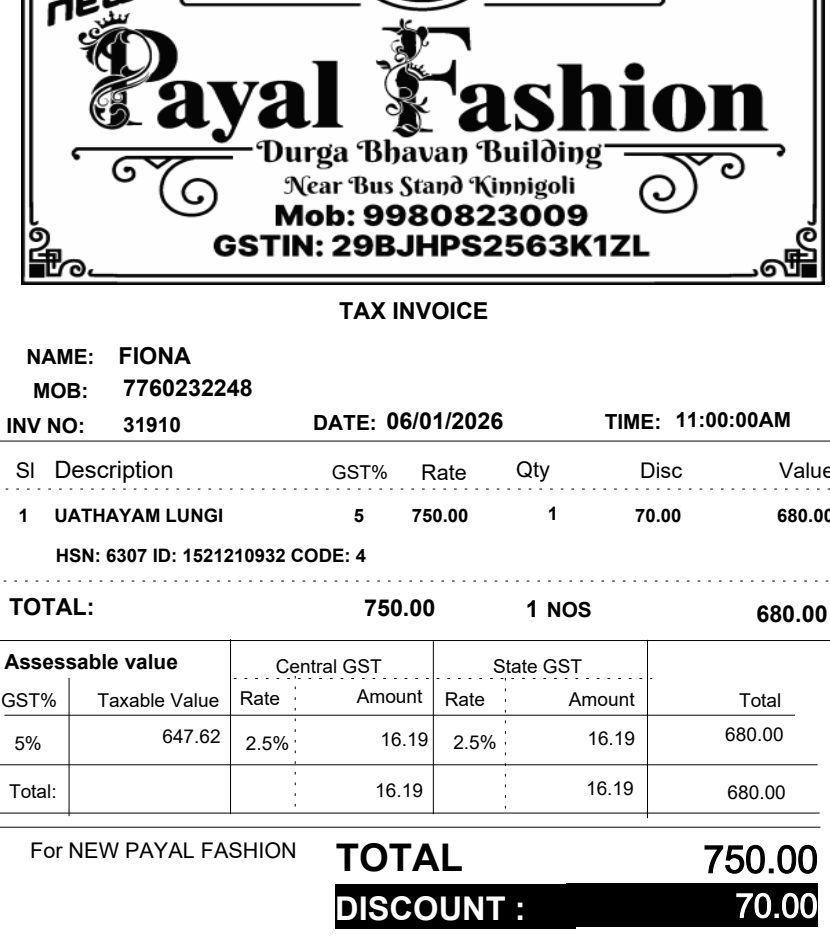 new
Payal Fashion
Durga Bhavan Building
Near Bus Stand Kinnigoli
Mob: 9980823009
GSTIN: 29BJHPS2563K1ZL
TAX INVOICE
NAME: FIONA
MOB: 7760232248
INV NO: 31910 DATE: 06/01/2026 TIME: 11:00:00AM
Sl Description GST% Rate Qty Disc Value
1 UATHAYAM LUNGI 5 750.00 1 70.00 680.00
HSN: 6307 ID: 1521210932 CODE: 4
TOTAL: 750.00 1 NOS 680.00
Assessable value Central GST State GST
GST% Taxable Value Rate Amount Rate Amount Total
5% 647.62 2.5% 16.19 2.5% 16.19 680.00
Total: 16.19 16.19 680.00
For NEW PAYAL FASHION TOTAL 750.00
DISCOUNT : 70.00